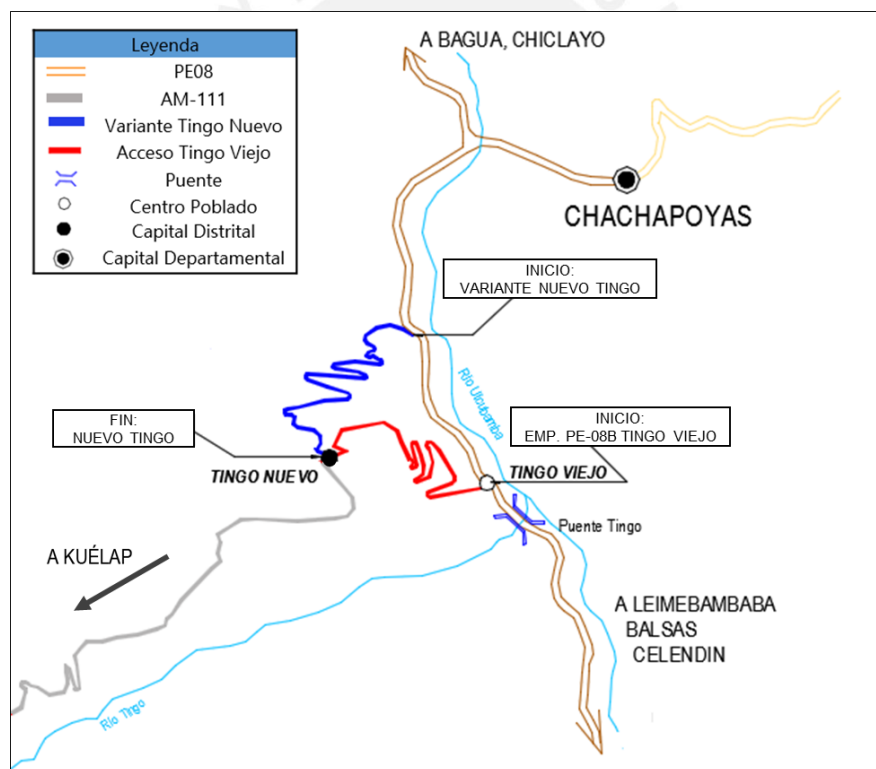 Leyenda
PE08
AM-111
Variante Tingo Nuevo
Acceso Tingo Viejo
Puente
Centro Poblado
Capital Distrital
Capital Departamental
A BAGUA, CHICLAYO
CHACHAPOYAS
INICIO:
VARIANTE NUEVO TINGO
Río Utcubamba
FIN:
NUEVO TINGO
INICIO:
EMP. PE-08B TINGO VIEJO
TINGO NUEVO
TINGO VIEJO
Puente Tingo
A KUÉLAP
A LEIMEBAMBABA
BALSAS
CELENDIN
Río Tingo